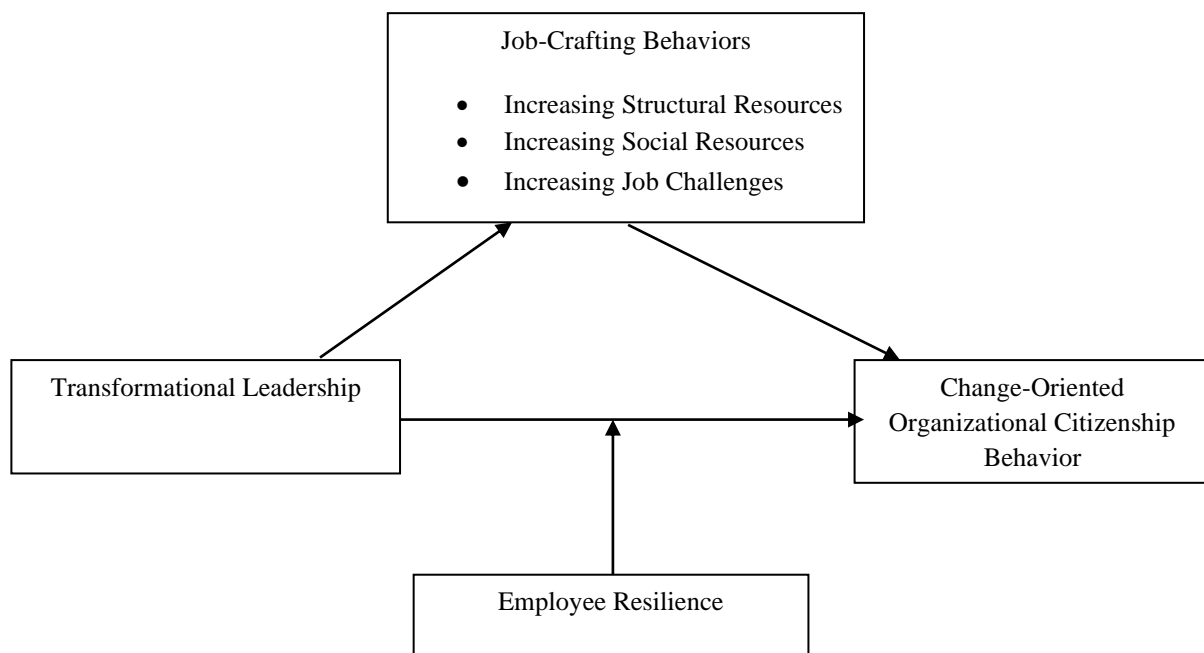 Job-Crafting Behaviors
• Increasing Structural Resources
• Increasing Social Resources
• Increasing Job Challenges
Transformational Leadership
Change-Oriented
Organizational Citizenship
Behavior
Employee Resilience